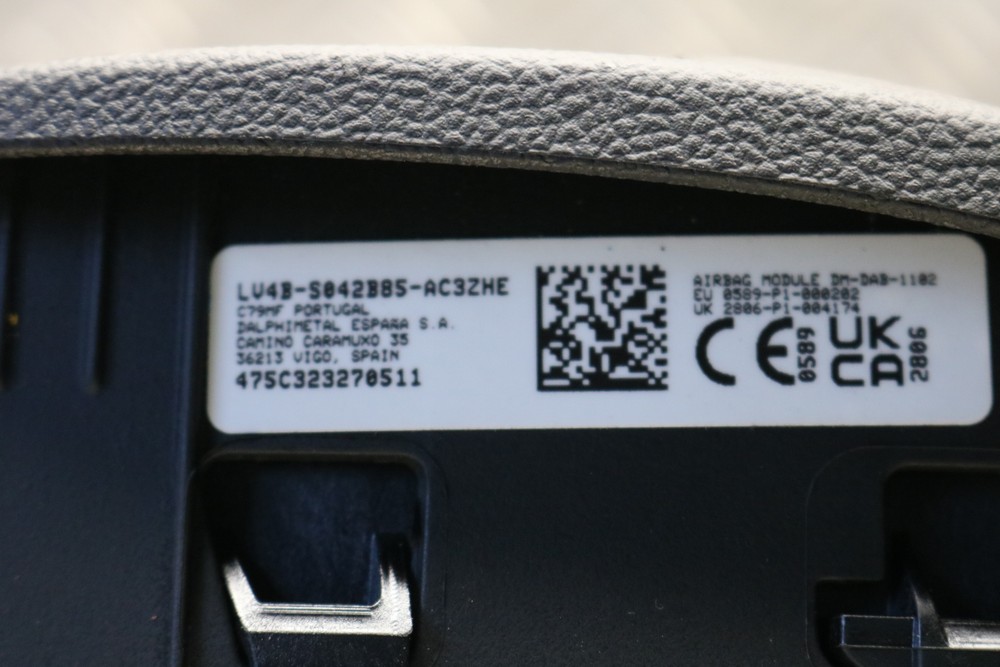 LV4B-S042B85-AC3ZHE
C79MF PORTUGAL
DALPHIMETAL ESPAÑA S.A.
CAMINO CARAMUXO 35
36213 VIGO, SPAIN
475C323270511
AIRBAG MODULE DM-DAB-1102
EU 0589-P1-000202
UK 2806-P1-004174
CE 0589
UK
CA 2806